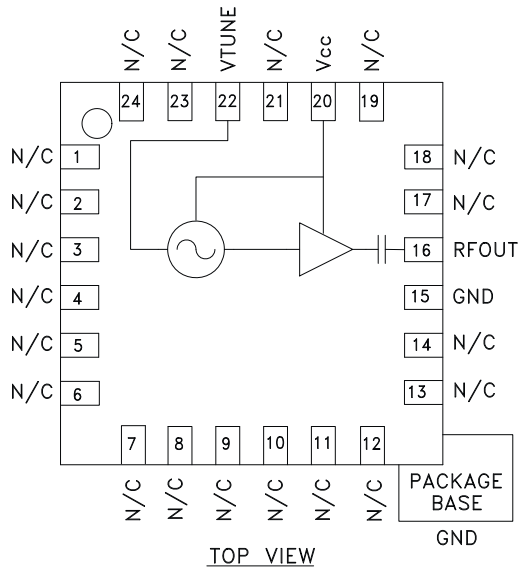 N/C N/C VTUNE N/C Vcc N/C
24 23 22 21 20 19
N/C 1 18 N/C
N/C 2 17 N/C
N/C 3 16 RFOUT
N/C 4 15 GND
N/C 5 14 N/C
N/C 6 13 N/C
7 8 9 10 11 12
N/C N/C N/C N/C N/C N/C
PACKAGE
BASE
GND
TOP VIEW